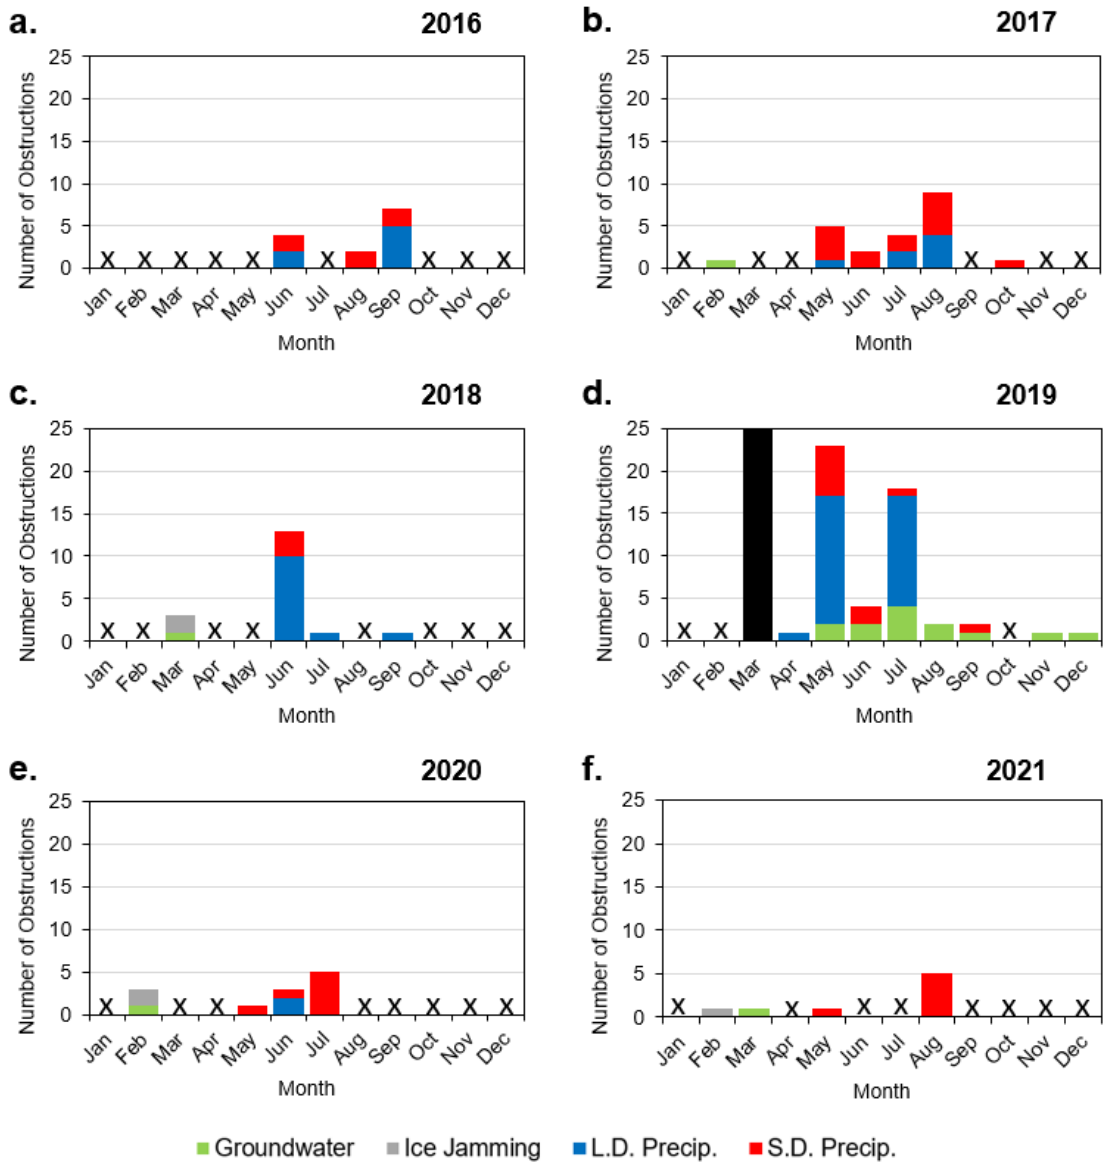 a. 2016
Number of Obstructions
25
20
15
10
5
0
X X X X X X X X X
Jan Feb Mar Apr May Jun Jul Aug Sep Oct Nov Dec
Month
b. 2017
Number of Obstructions
25
20
15
10
5
0
X X X X X X
Jan Feb Mar Apr May Jun Jul Aug Sep Oct Nov Dec
Month
c. 2018
Number of Obstructions
25
20
15
10
5
0
X X X X X X X X
Jan Feb Mar Apr May Jun Jul Aug Sep Oct Nov Dec
Month
d. 2019
Number of Obstructions
25
20
15
10
5
0
X X X
Jan Feb Mar Apr May Jun Jul Aug Sep Oct Nov Dec
Month
e. 2020
Number of Obstructions
25
20
15
10
5
0
X X X X X X X X
Jan Feb Mar Apr May Jun Jul Aug Sep Oct Nov Dec
Month
f. 2021
Number of Obstructions
25
20
15
10
5
0
X X X X X X X X
Jan Feb Mar Apr May Jun Jul Aug Sep Oct Nov Dec
Month
Groundwater Ice Jamming L.D. Precip. S.D. Precip.